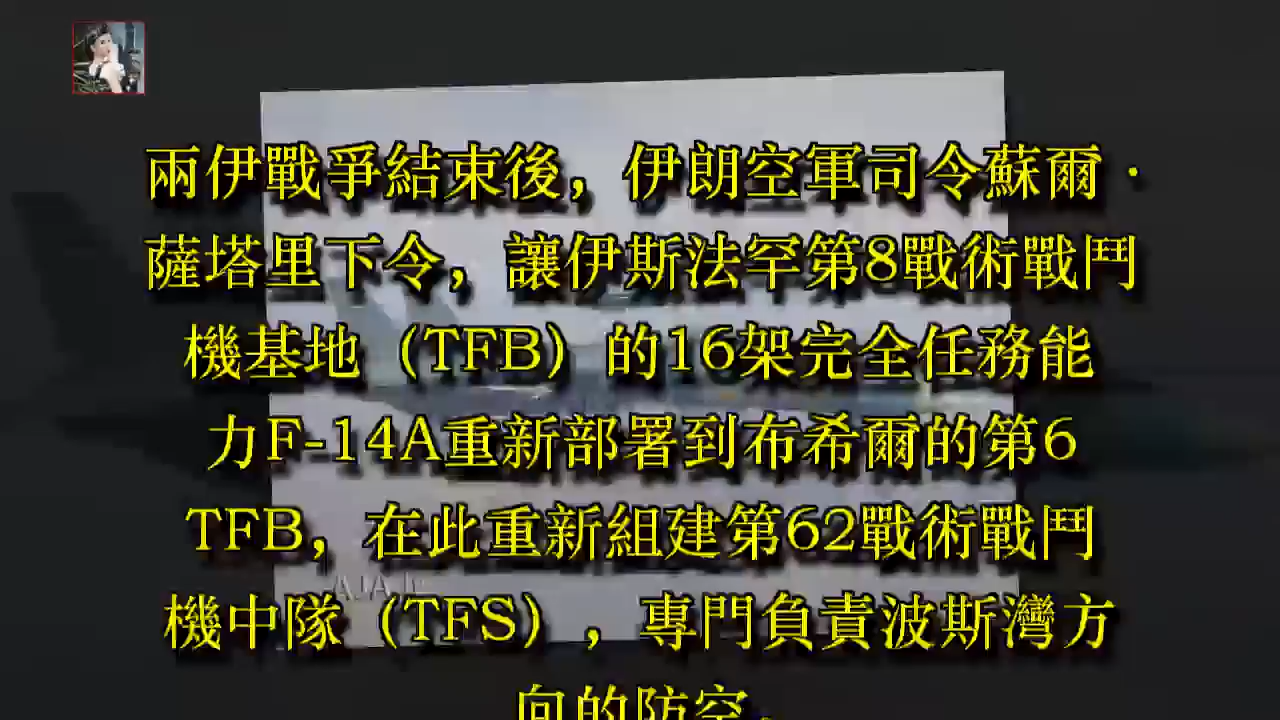 兩伊戰爭結束後，伊朗空軍司令蘇爾·
薩塔里下令，讓伊斯法罕第8戰術戰鬥
機基地（TFB）的16架完全任務能
力F-14A重新部署到布希爾的第6
TFB，在此重新組建第62戰術戰鬥
機中隊（TFS），專門負責波斯灣方
向的防空。